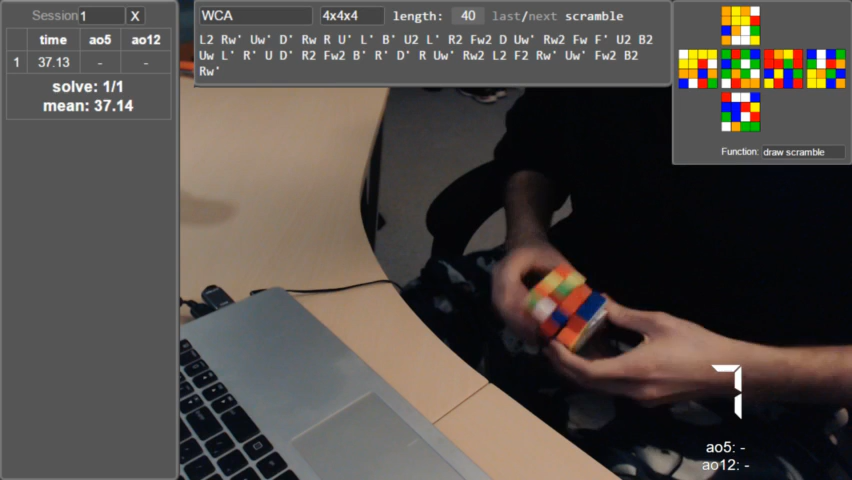 Session 1 X
time ao5 ao12
1 37.13 - -
solve: 1/1
mean: 37.14
WCA 4x4x4 length: 40 last/next scramble
L2 Rw' Uw' D' Rw R U' L' B' U2 L' R2 Fw2 D Uw' Rw2 Fw F' U2 B2
Uw L' R' U D' R2 Fw2 B' R' D' R Uw' Rw2 L2 F2 Rw' Uw' Fw2 B2
Rw'
Function: draw scramble
7
ao5: -
ao12: -